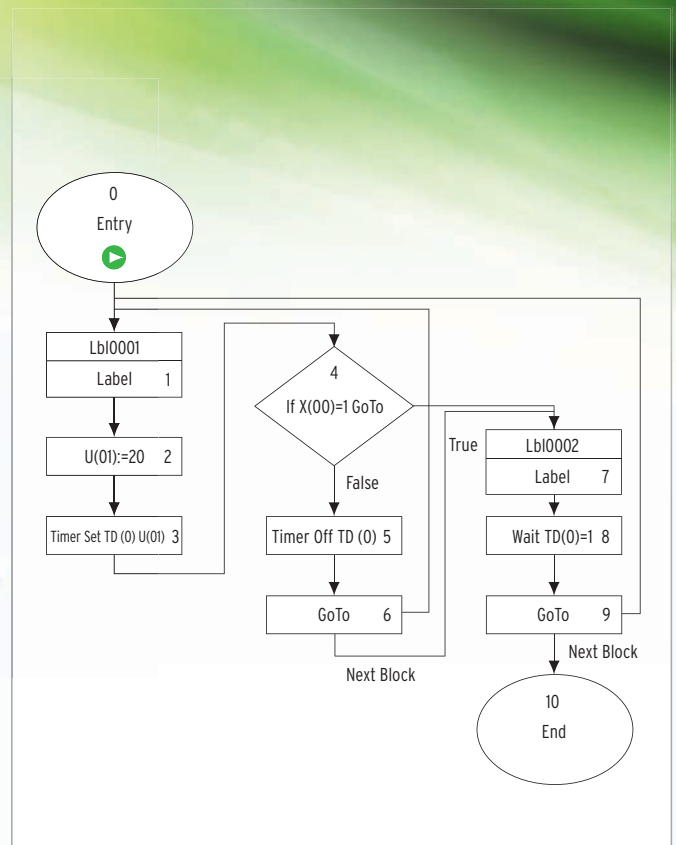 0
Entry
Lbl0001
Label 1
U(01):=20 2
Timer Set TD (0) U(01) 3
4
If X(00)=1 GoTo
False
Timer Off TD (0) 5
GoTo 6
Next Block
True
Lbl0002
Label 7
Wait TD(0)=1 8
GoTo 9
Next Block
10
End